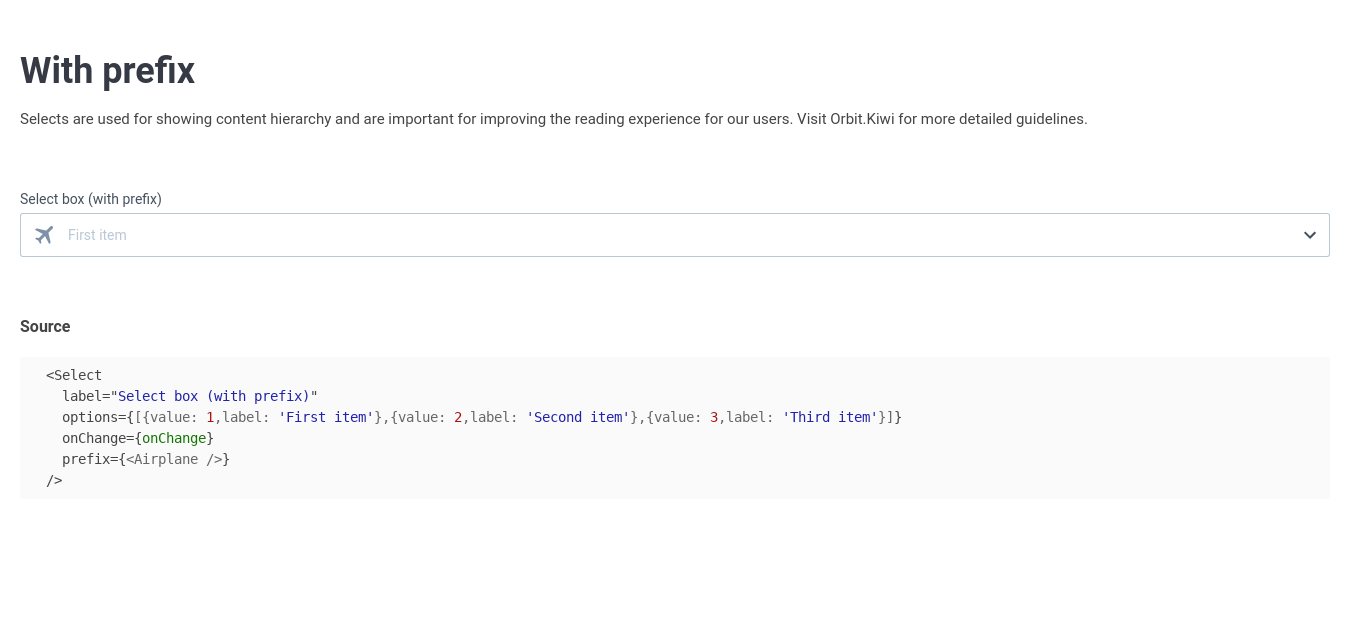 With prefix
Selects are used for showing content hierarchy and are important for improving the reading experience for our users. Visit Orbit.Kiwi for more detailed guidelines.
Select box (with prefix)
First item
Source
<Select
label="Select box (with prefix)"
options={[{value: 1,label: 'First item'},{value: 2,label: 'Second item'},{value: 3,label: 'Third item'}]}
onChange={onChange}
prefix={<Airplane />}
/>